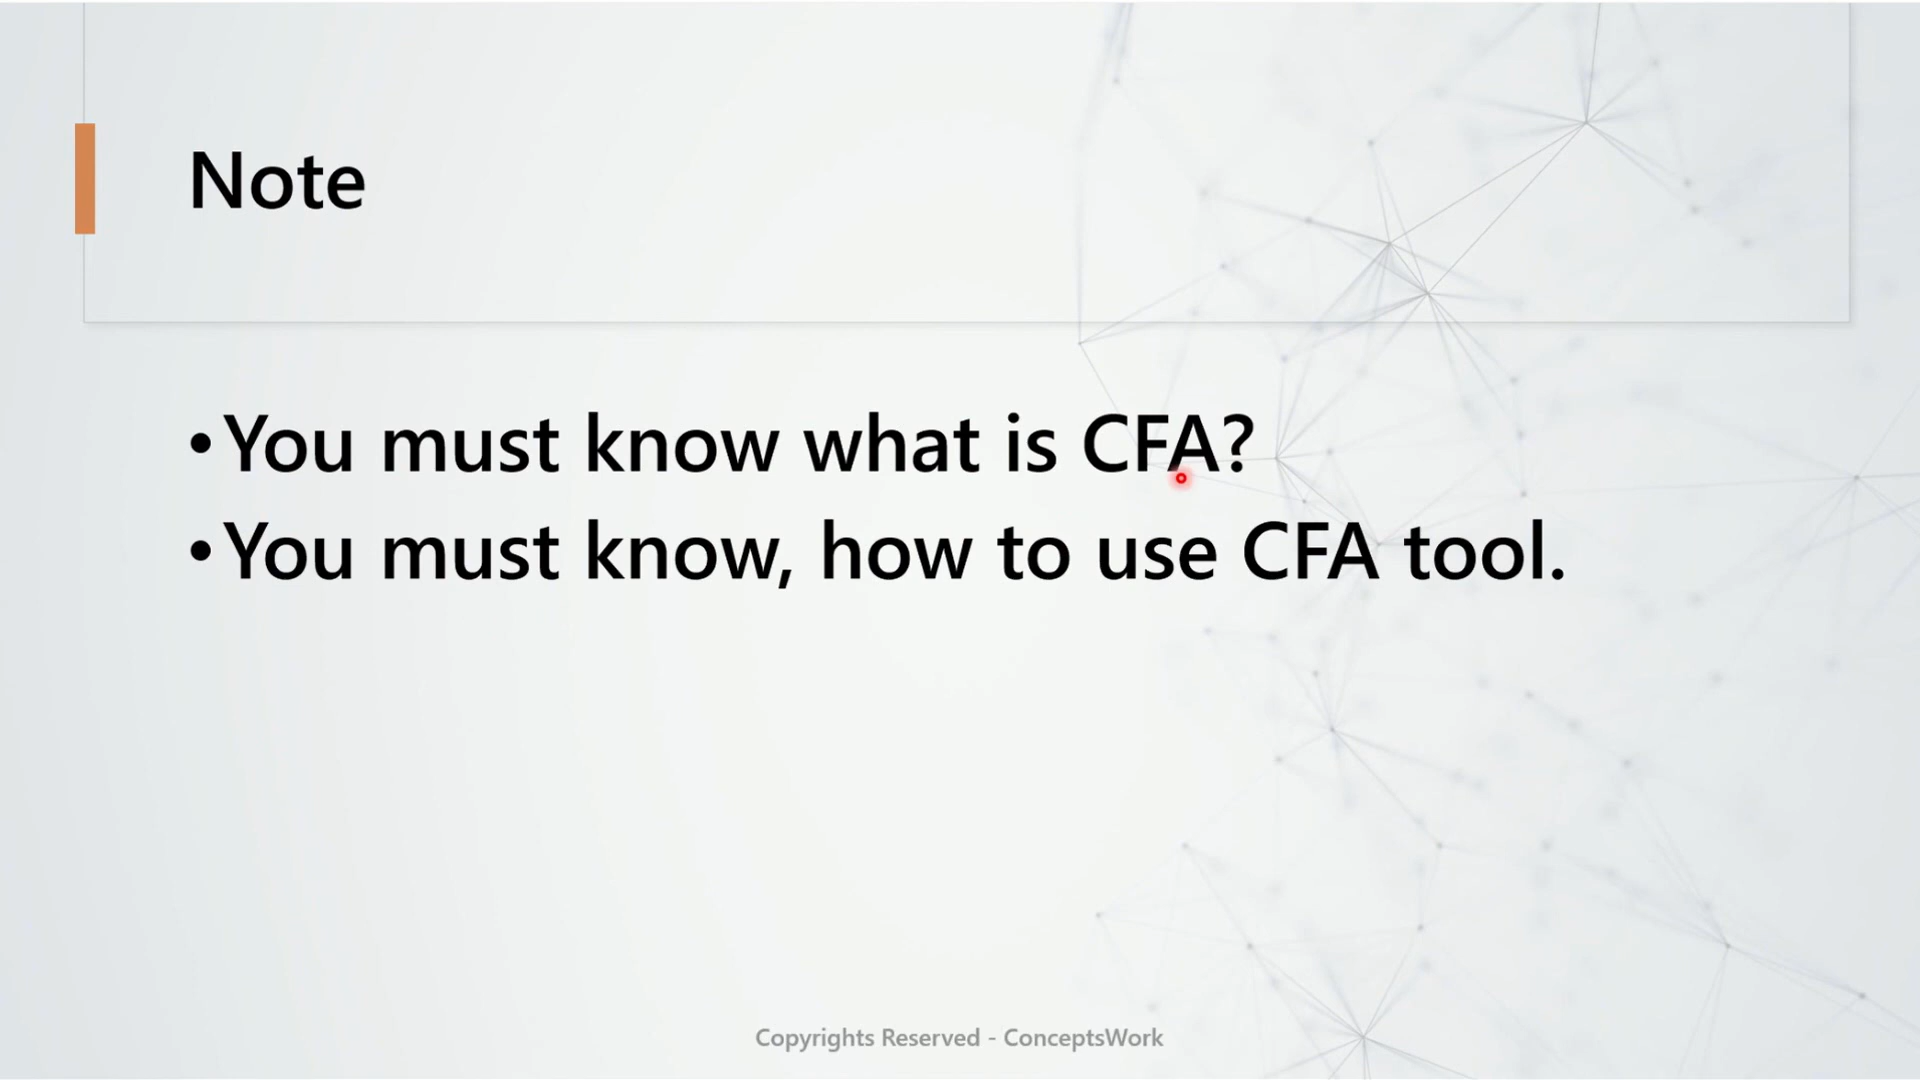 Note
•You must know what is CFA?
•You must know, how to use CFA tool.
Copyrights Reserved - ConceptsWork